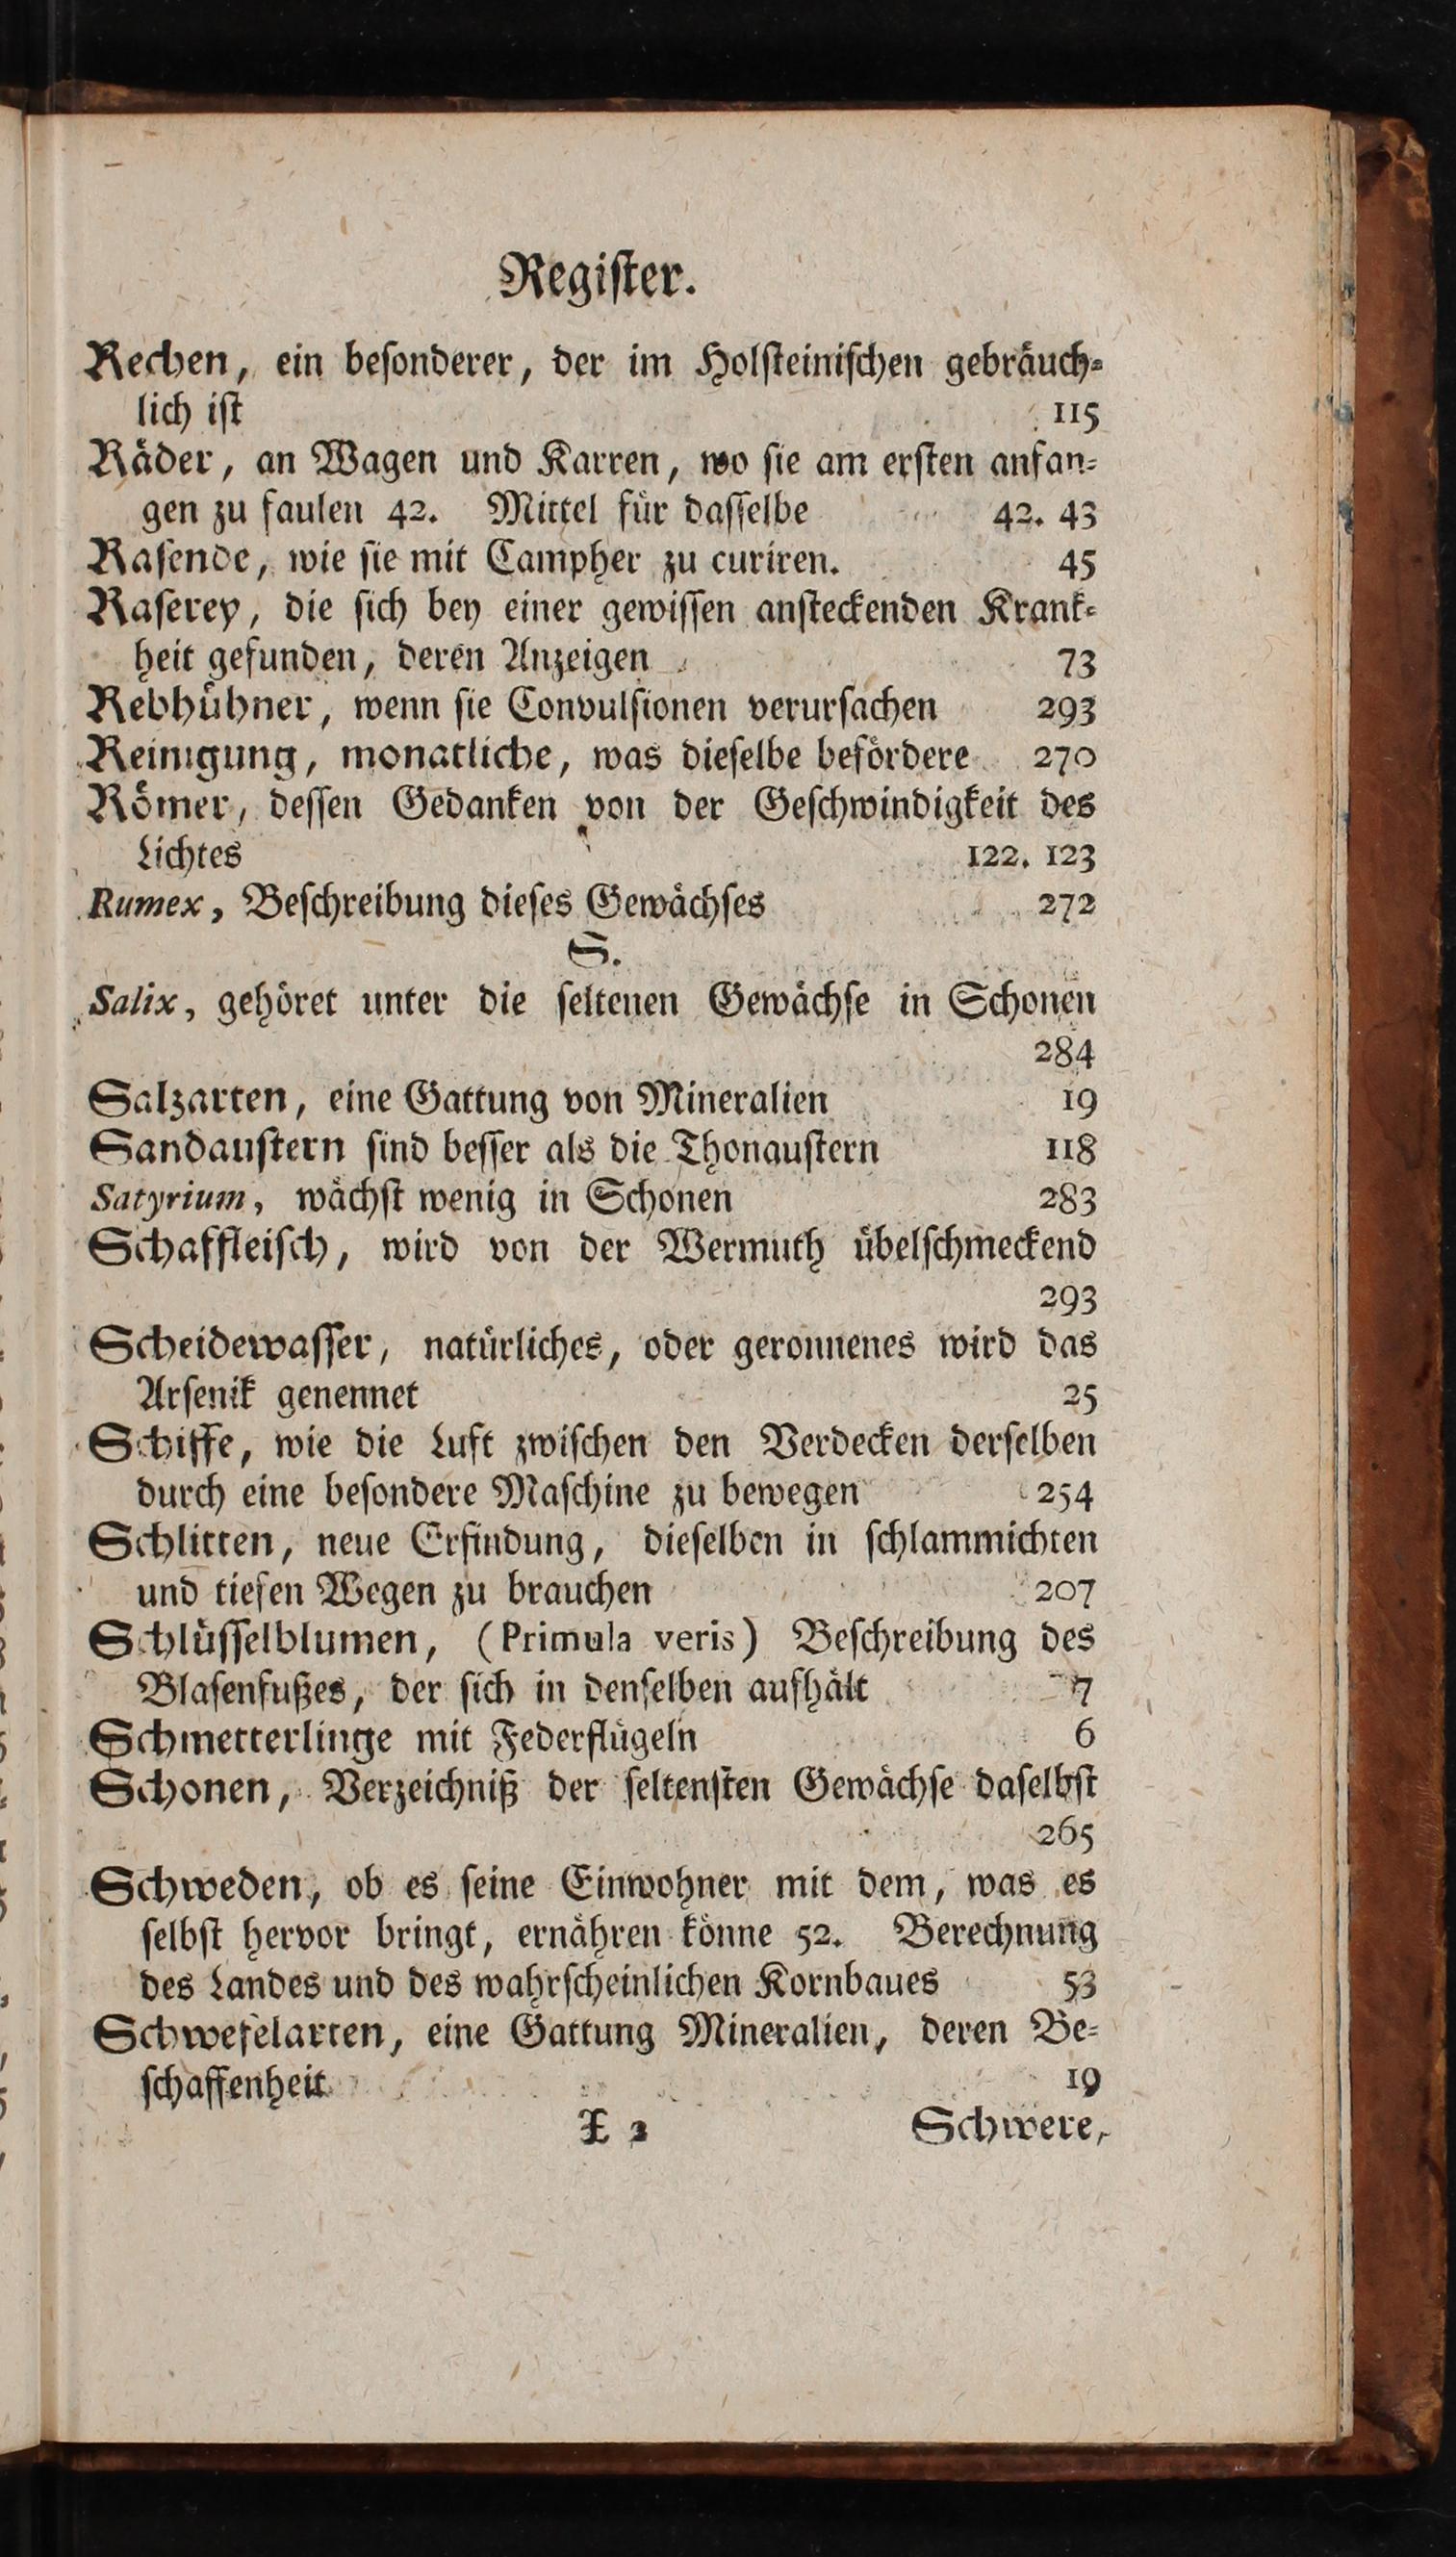 Regiſter.
Rechen, ein beſonderer, der im Holſteiniſchen gebräuch-
lich iſt 115
Räder, an Wagen und Karren, wo ſie am erſten anfan-
gen zu faulen 42. Mittel für daſſelbe 42. 43
Raſende, wie ſie mit Campher zu curiren. 45
Raſerey, die ſich bey einer gewiſſen anſteckenden Krank-
heit gefunden, deren Anzeigen 73
Rebhühner, wenn ſie Convulſionen verurſachen 293
Reinigung, monatliche, was dieſelbe befördere 270
Römer, deſſen Gedanken von der Geſchwindigkeit des
Lichtes 122. 123
Rumex, Beſchreibung dieſes Gewächſes 272
S.
Salix, gehöret unter die ſeltenen Gewächſe in Schonen
284
Salzarten, eine Gattung von Mineralien 19
Sandauſtern ſind beſſer als die Thonauſtern 118
Satyrium, wächſt wenig in Schonen 283
Schaffleiſch, wird von der Wermuth übelſchmeckend
293
Scheidewaſſer, natürliches, oder geronnenes wird das
Arſenik genennet 25
Schiffe, wie die Luft zwiſchen den Verdecken derſelben
durch eine beſondere Maſchine zu bewegen 254
Schlitten, neue Erfindung, dieſelben in ſchlammichten
und tiefen Wegen zu brauchen 207
Schlüſſelblumen, (Primula veris) Beſchreibung des
Blaſenfußes, der ſich in denſelben aufhält 7
Schmetterlinge mit Federflügeln 6
Schonen, Verzeichniß der ſeltenſten Gewächſe daſelbſt
265
Schweden, ob es ſeine Einwohner mit dem, was es
ſelbſt hervor bringt, ernähren könne 52. Berechnung
des Landes und des wahrſcheinlichen Kornbaues 53
Schwefelarten, eine Gattung Mineralien, deren Be-
ſchaffenheit 19
X 2 Schwere,